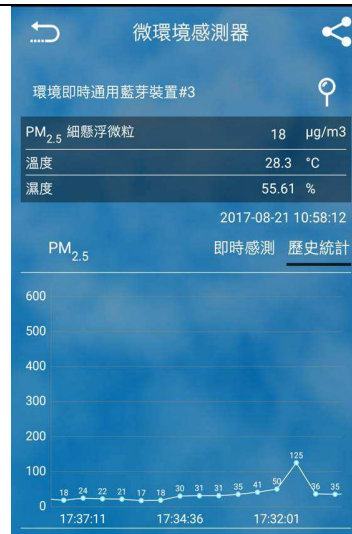 微環境感測器
環境即時通用藍芽裝置#3
PM2.5 細懸浮微粒 18 μg/m3
溫度 28.3 °C
濕度 55.61 %
2017-08-21 10:58:12
PM2.5 即時感測 歷史統計
600
500
400
300
200
100
0
18 24 22 21 17 18 30 31 31 35 41 50 125 36 35
17:37:11 17:34:36 17:32:01